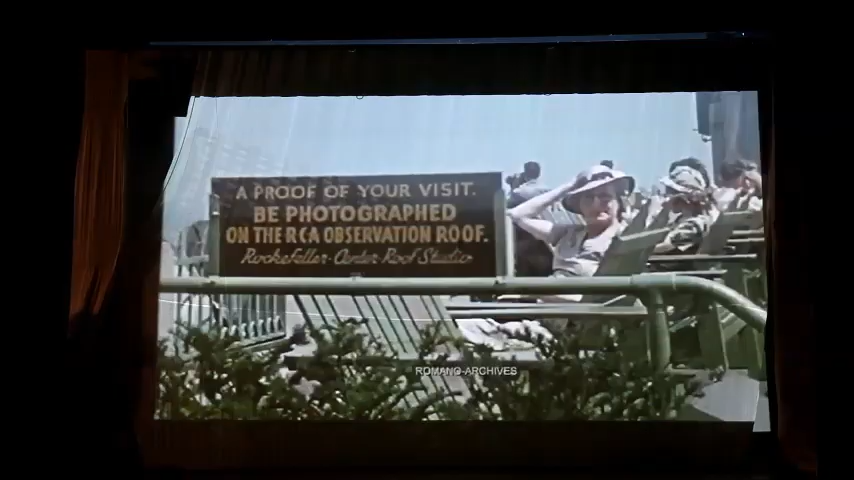 A PROOF OF YOUR VISIT.
BE PHOTOGRAPHED
ON THE RCA OBSERVATION ROOF.
Rockefeller-Center-Roof Studio
ROMANO-ARCHIVES